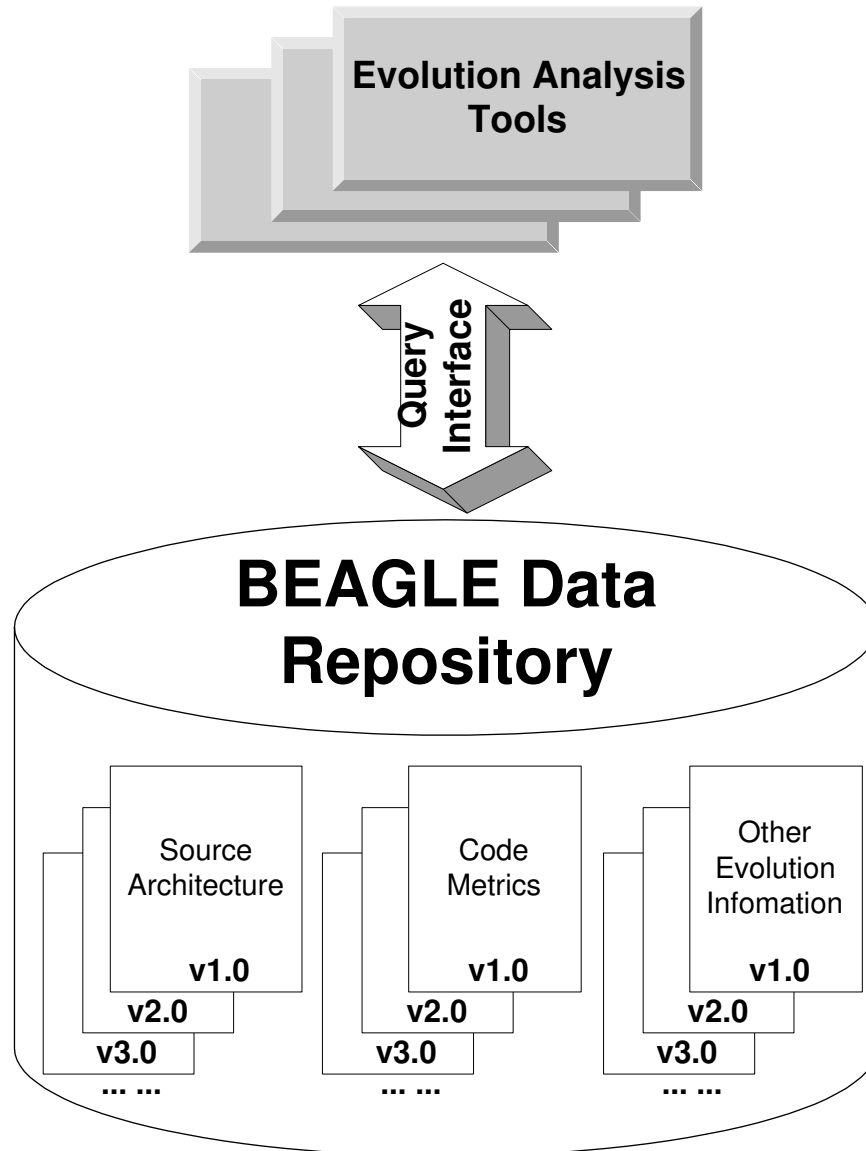 Evolution Analysis
Tools
Query
Interface
BEAGLE Data
Repository
Source
Architecture
v1.0
v2.0
v3.0
... ...
Code
Metrics
v1.0
v2.0
v3.0
... ...
Other
Evolution
Infomation
v1.0
v2.0
v3.0
... ...